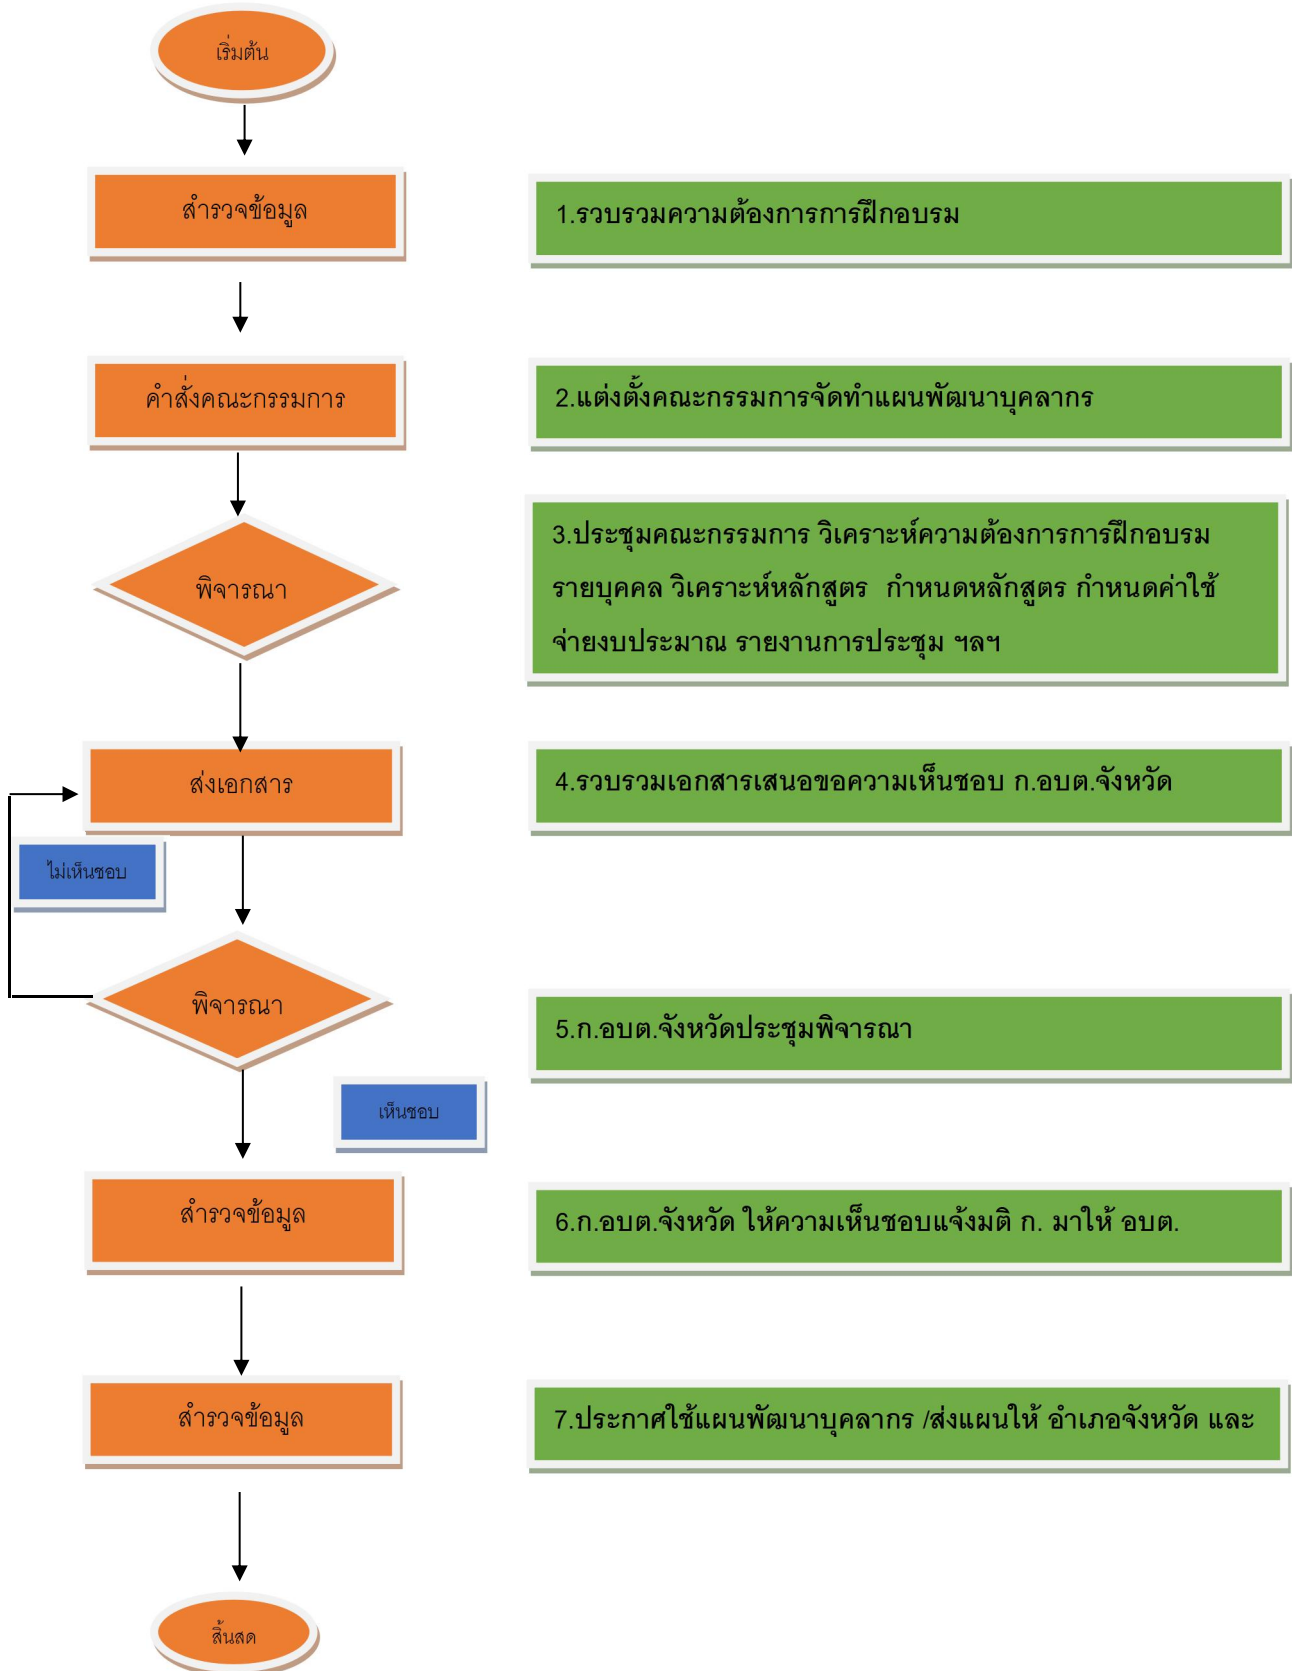 เริ่มต้น
สำรวจข้อมูล
1.รวบรวมความต้องการการฝึกอบรม
คำสั่งคณะกรรมการ
2.แต่งตั้งคณะกรรมการจัดทำแผนพัฒนาบุคลากร
พิจารณา
3.ประชุมคณะกรรมการ วิเคราะห์ความต้องการการฝึกอบรม
รายบุคคล วิเคราะห์หลักสูตร กำหนดหลักสูตร กำหนดค่าใช้
จ่ายงบประมาณ รายงานการประชุม ฯลฯ
ส่งเอกสาร
4.รวบรวมเอกสารเสนอขอความเห็นชอบ ก.อบต.จังหวัด
ไม่เห็นชอบ
พิจารณา
5.ก.อบต.จังหวัดประชุมพิจารณา
เห็นชอบ
สำรวจข้อมูล
6.ก.อบต.จังหวัด ให้ความเห็นชอบแจ้งมติ ก. มาให้ อบต.
สำรวจข้อมูล
7.ประกาศใช้แผนพัฒนาบุคลากร /ส่งแผนให้ อำเภอจังหวัด และ
สิ้นสด